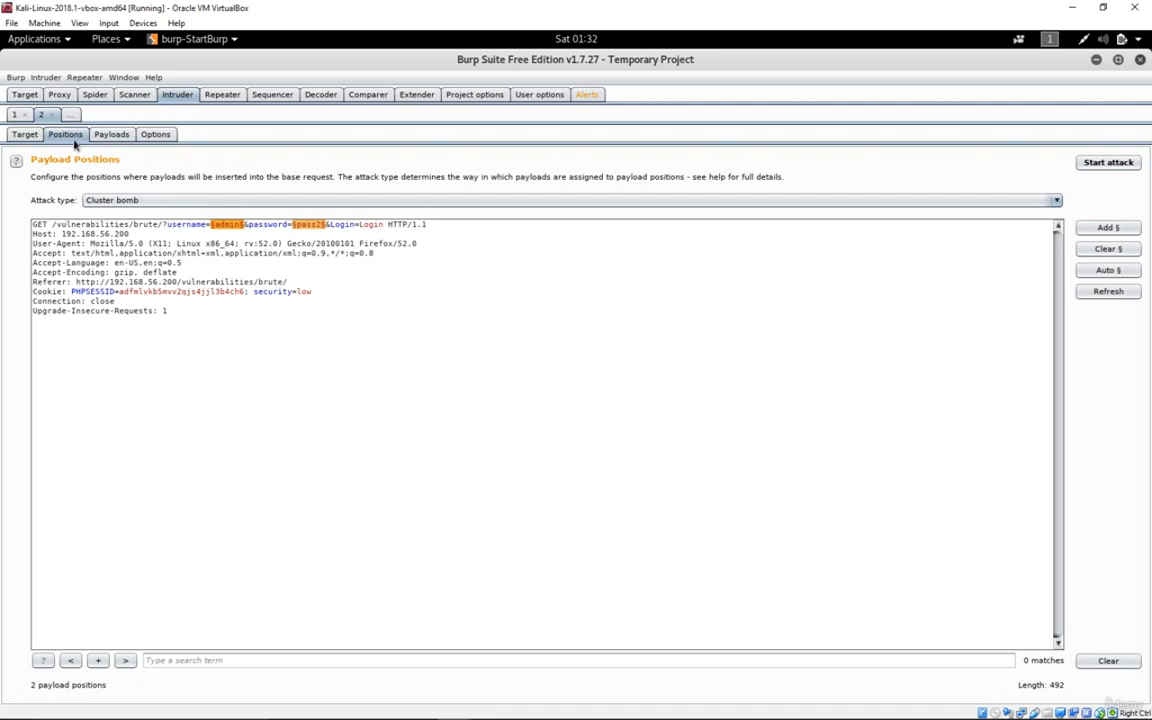 Kali-Linux-2018.1-vbox-amd64 [Running] - Oracle VM VirtualBox
File Machine View Input Devices Help
Applications Places burp-StartBurp Sat 01:32 1
Burp Suite Free Edition v1.7.27 - Temporary Project
Burp Intruder Repeater Window Help
Target Proxy Spider Scanner Intruder Repeater Sequencer Decoder Comparer Extender Project options User options Alerts
1 × 2 × ...
Target Positions Payloads Options
? Payload Positions Start attack
Configure the positions where payloads will be inserted into the base request. The attack type determines the way in which payloads are assigned to payload positions - see help for full details.
Attack type: Cluster bomb
GET /vulnerabilities/brute/?username=§admin§&password=§pass2§&Login=Login HTTP/1.1
Host: 192.168.56.200
User-Agent: Mozilla/5.0 (X11; Linux x86_64; rv:52.0) Gecko/20100101 Firefox/52.0
Accept: text/html,application/xhtml+xml,application/xml;q=0.9,*/*;q=0.8
Accept-Language: en-US,en;q=0.5
Accept-Encoding: gzip, deflate
Referer: http://192.168.56.200/vulnerabilities/brute/
Cookie: PHPSESSID=adfmlvkb5mvv2qjs4jjl3b4ch6; security=low
Connection: close
Upgrade-Insecure-Requests: 1
Add §
Clear §
Auto §
Refresh
? < + > Type a search term 0 matches Clear
2 payload positions Length: 492
Udemy
Right Ctrl